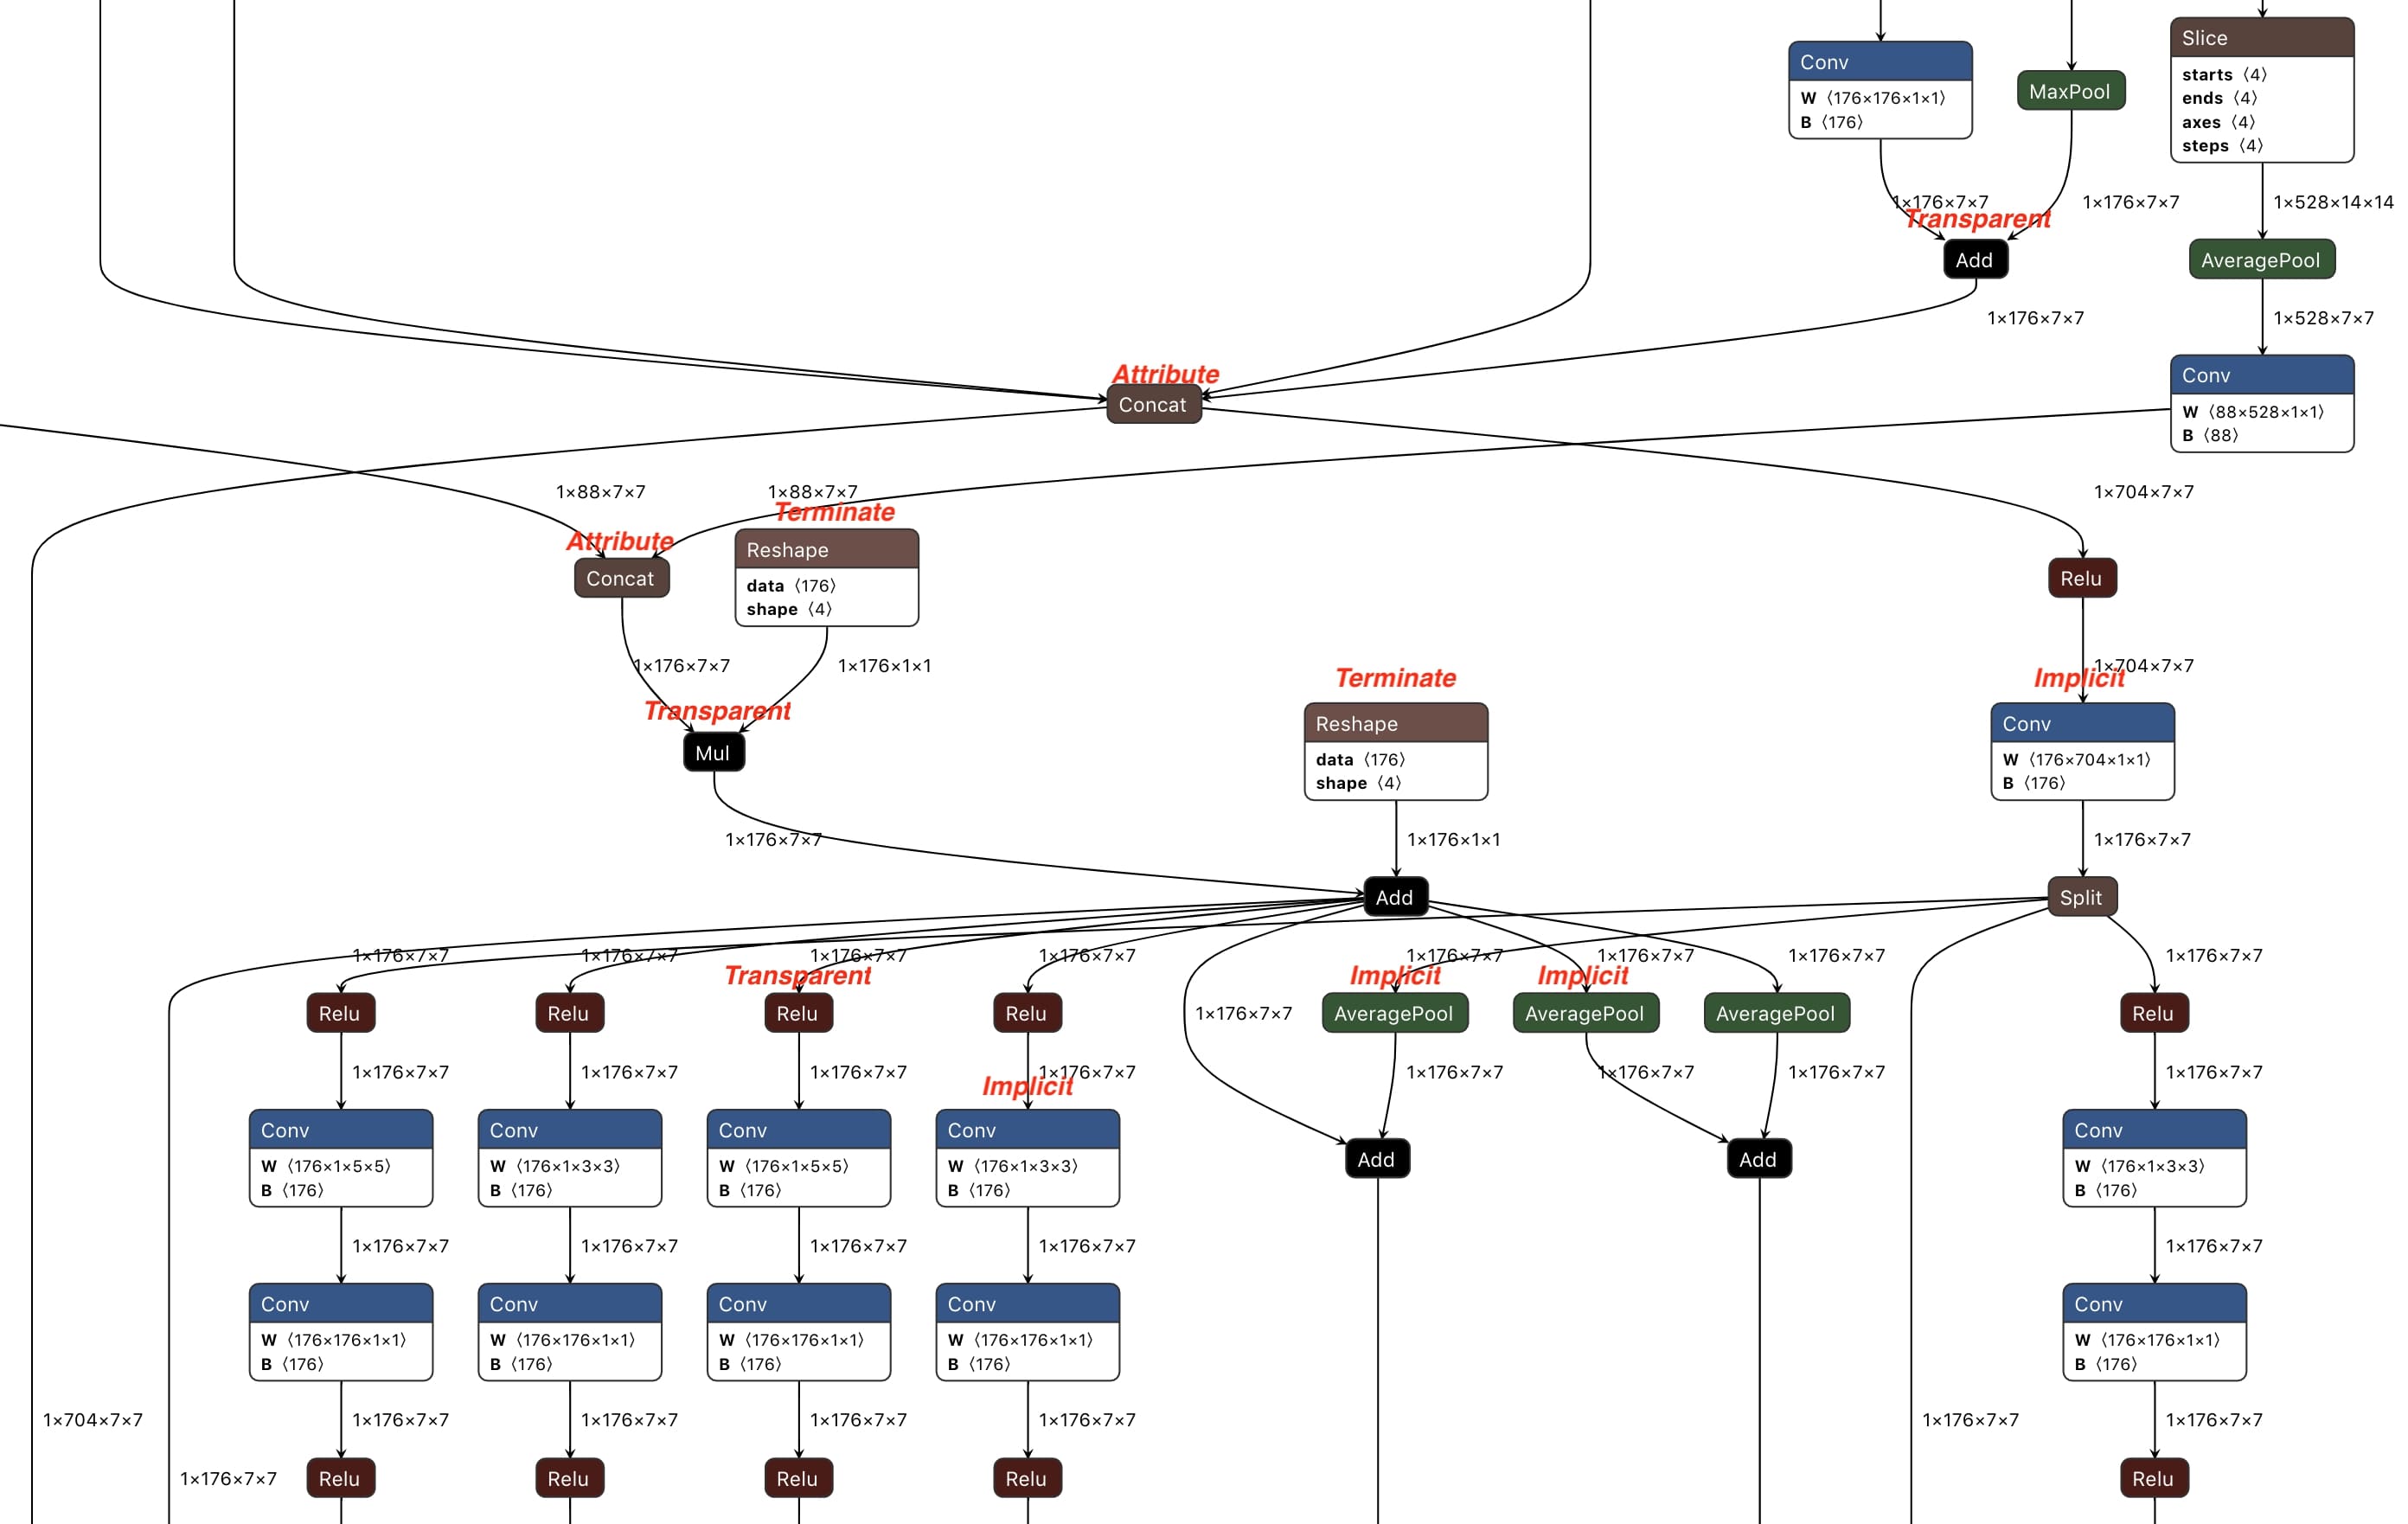 Slice
starts ⟨4⟩
ends ⟨4⟩
axes ⟨4⟩
steps ⟨4⟩
Conv
W ⟨176×176×1×1⟩
B ⟨176⟩
MaxPool
1×176×7×7
1×176×7×7
1×528×14×14
Transparent
Add
AveragePool
1×176×7×7
1×528×7×7
Attribute
Concat
Conv
W ⟨88×528×1×1⟩
B ⟨88⟩
1×88×7×7
1×88×7×7
1×704×7×7
Terminate
Attribute
Reshape
data ⟨176⟩
shape ⟨4⟩
Concat
Relu
1×176×7×7
1×176×1×1
1×704×7×7
Terminate
Implicit
Transparent
Mul
Reshape
data ⟨176⟩
shape ⟨4⟩
Conv
W ⟨176×704×1×1⟩
B ⟨176⟩
1×176×7×7
1×176×1×1
1×176×7×7
Add
Split
1×176×7×7
1×176×7×7
1×176×7×7
1×176×7×7
1×176×7×7
1×176×7×7
1×176×7×7
1×176×7×7
Transparent
Implicit
Implicit
Relu
Relu
Relu
Relu
1×176×7×7
AveragePool
AveragePool
AveragePool
Relu
1×176×7×7
1×176×7×7
1×176×7×7
1×176×7×7
1×176×7×7
1×176×7×7
1×176×7×7
1×176×7×7
Implicit
Conv
W ⟨176×1×5×5⟩
B ⟨176⟩
Conv
W ⟨176×1×3×3⟩
B ⟨176⟩
Conv
W ⟨176×1×5×5⟩
B ⟨176⟩
Conv
W ⟨176×1×3×3⟩
B ⟨176⟩
Add
Add
Conv
W ⟨176×1×3×3⟩
B ⟨176⟩
1×176×7×7
1×176×7×7
1×176×7×7
1×176×7×7
1×176×7×7
Conv
W ⟨176×176×1×1⟩
B ⟨176⟩
Conv
W ⟨176×176×1×1⟩
B ⟨176⟩
Conv
W ⟨176×176×1×1⟩
B ⟨176⟩
Conv
W ⟨176×176×1×1⟩
B ⟨176⟩
Conv
W ⟨176×176×1×1⟩
B ⟨176⟩
1×704×7×7
1×176×7×7
1×176×7×7
1×176×7×7
1×176×7×7
1×176×7×7
1×176×7×7
1×176×7×7
Relu
Relu
Relu
Relu
Relu